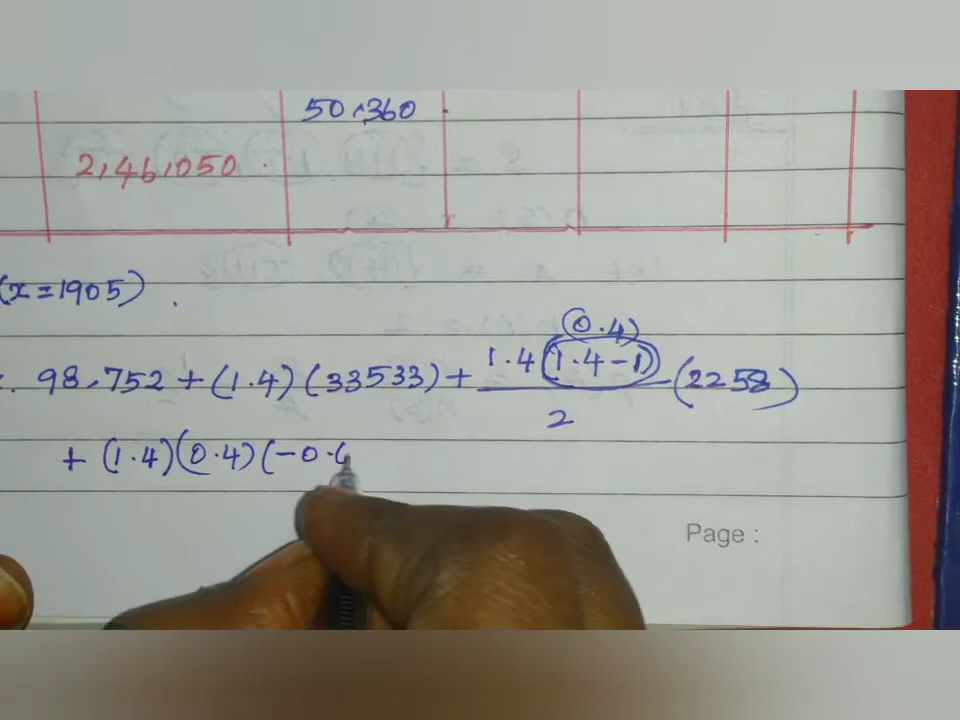 50,360
2,46,050
(x=1905)
(0.4)
98,752 + (1.4) (33533) + 1.4 (1.4-1) (2258)
2
+ (1.4) (0.4) (-0.6
Page :